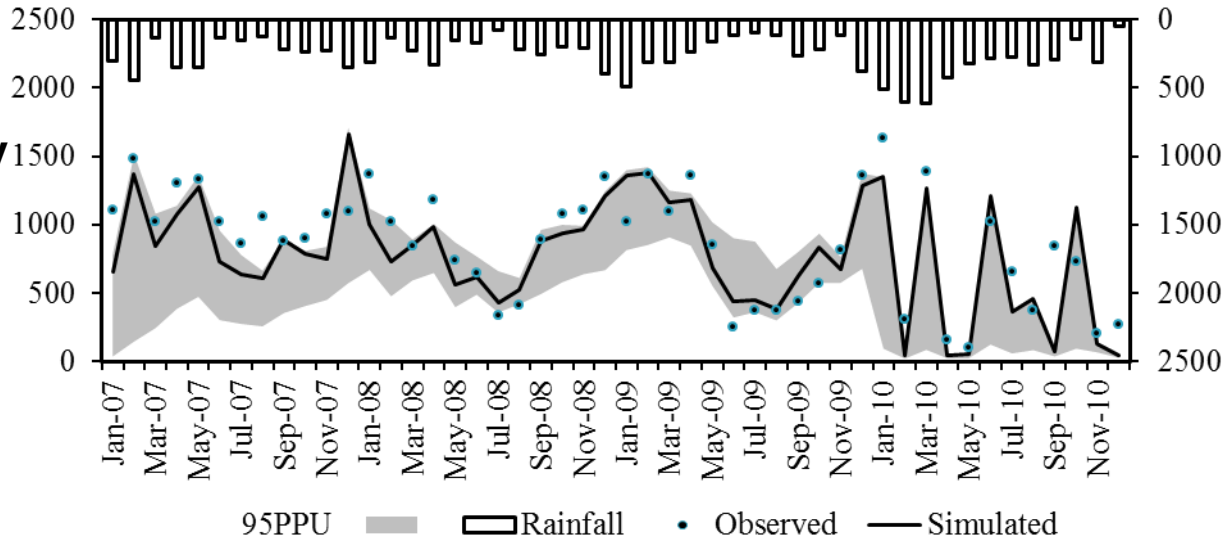 2500
2000
1500
1000
500
0
0
500
1000
1500
2000
2500
Jan-07
Mar-07
May-07
Jul-07
Sep-07
Nov-07
Jan-08
Mar-08
May-08
Jul-08
Sep-08
Nov-08
Jan-09
Mar-09
May-09
Jul-09
Sep-09
Nov-09
Jan-10
Mar-10
May-10
Jul-10
Sep-10
Nov-10
95PPU Rainfall Observed Simulated